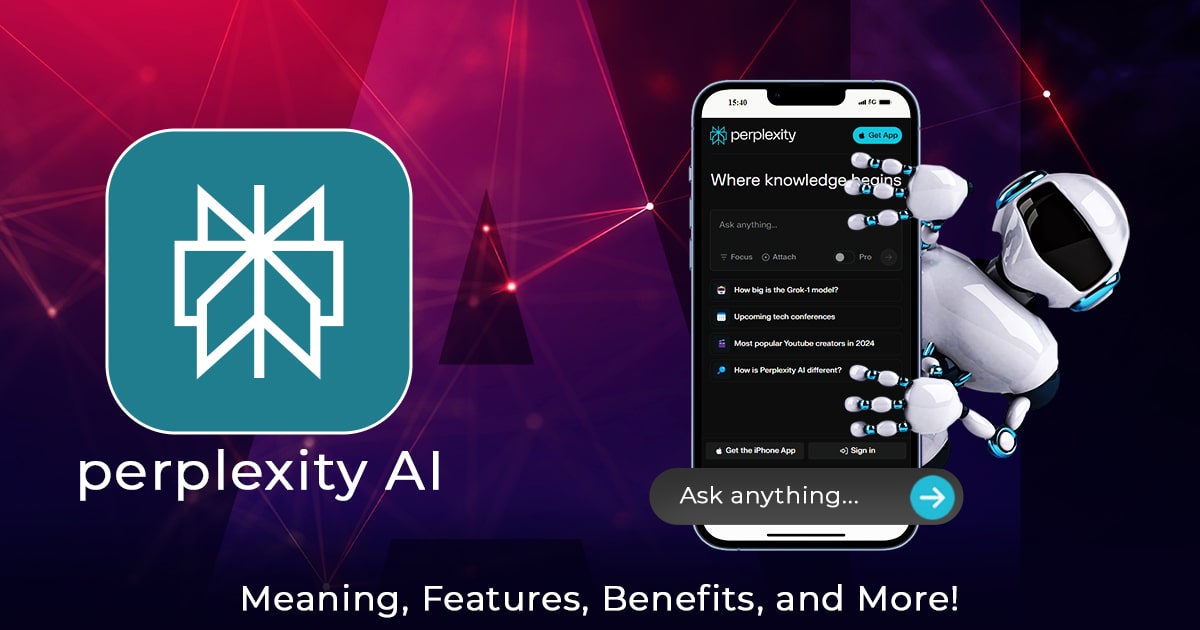 perplexity AI
15:40
5G
perplexity
Get App
Where knowledge begins
Ask anything...
Focus
Attach
Pro
How big is the Grok-1 model?
Upcoming tech conferences
Most popular Youtube creators in 2024
How is Perplexity AI different?
Get the iPhone App
Sign in
Ask anything...
Meaning, Features, Benefits, and More!